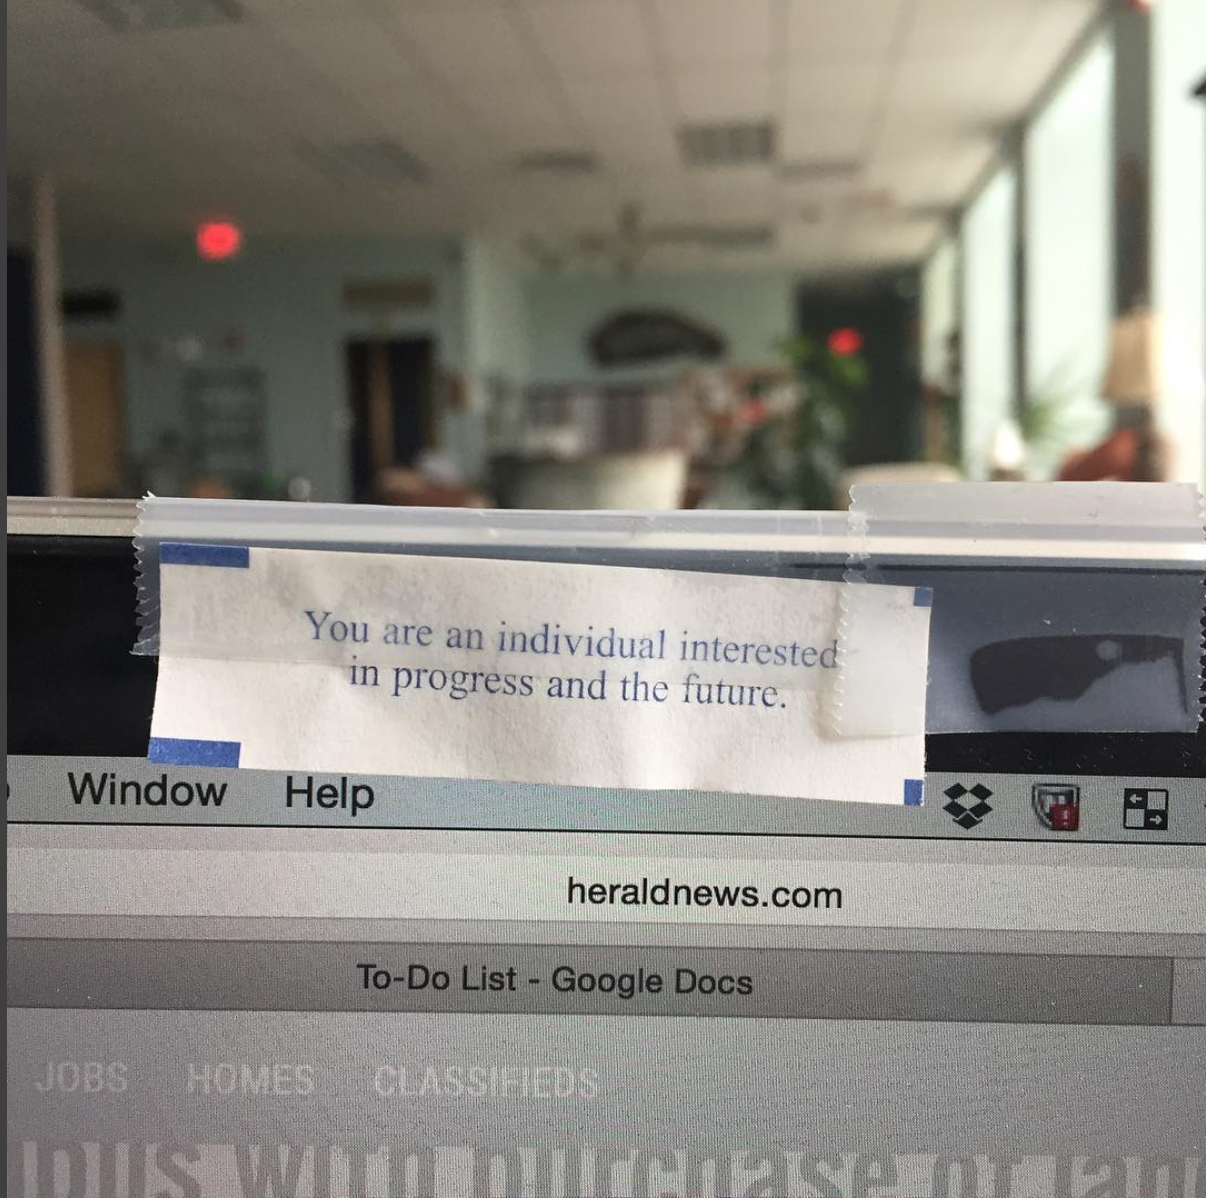 You are an individual interested
in progress and the future.
Window Help
heraldnews.com
To-Do List - Google Docs
JOBS HOMES CLASSIFIEDS